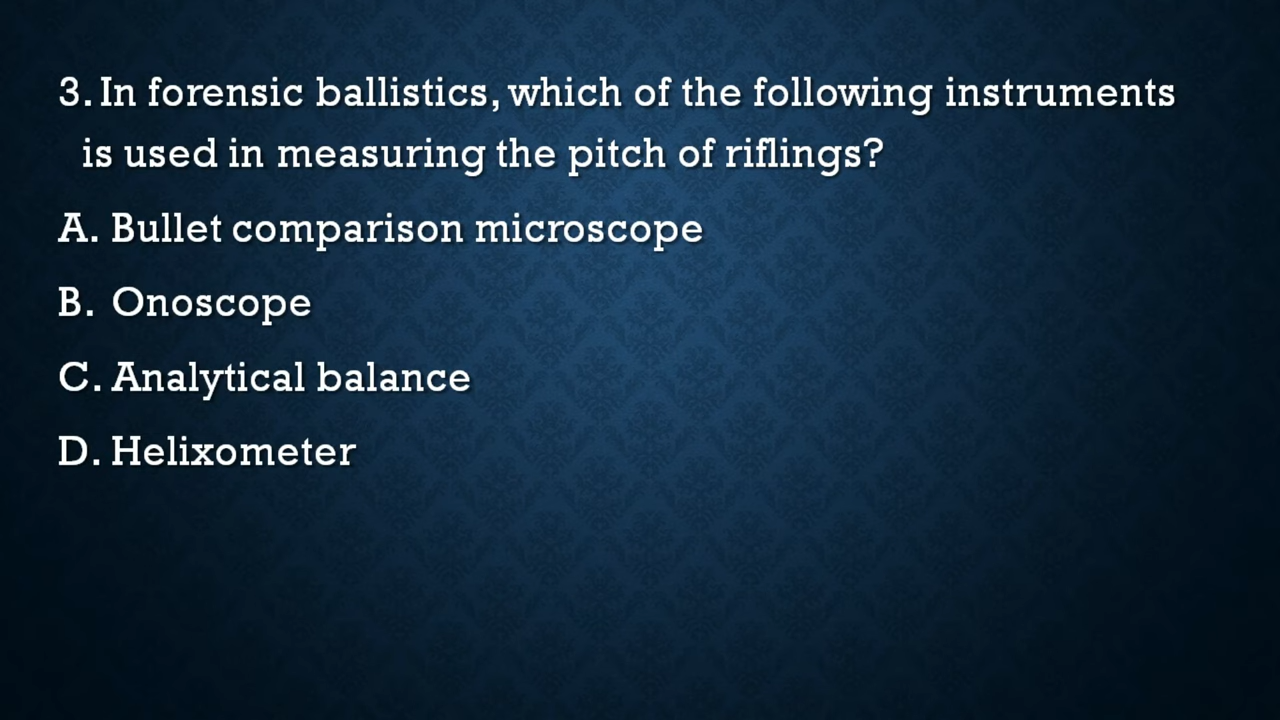 3. In forensic ballistics, which of the following instruments
is used in measuring the pitch of riflings?
A. Bullet comparison microscope
B. Onoscope
C. Analytical balance
D. Helixometer